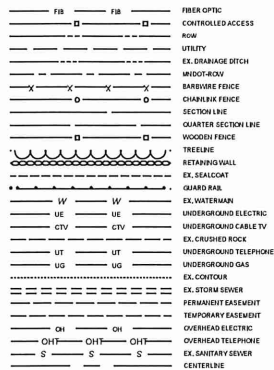 FIB FIB FIBER OPTIC
CONTROLLED ACCESS
ROW
UTILITY
EX. DRAINAGE DITCH
MNDOT-ROW
X X X X BARBWIRE FENCE
CHAINLINK FENCE
SECTION LINE
QUARTER SECTION LINE
WOODEN FENCE
TREELINE
RETAINING WALL
EX. SEALCOAT
GUARD RAIL
W W EX. WATERMAIN
UE UE UNDERGROUND ELECTRIC
CTV CTV UNDERGROUND CABLE TV
EX. CRUSHED ROCK
UT UT UNDERGROUND TELEPHONE
UG UG UNDERGROUND GAS
EX. CONTOUR
EX. STORM SEWER
PERMANENT EASEMENT
TEMPORARY EASEMENT
OH OH OVERHEAD ELECTRIC
OHT OHT OHT OVERHEAD TELEPHONE
S S S EX. SANITARY SEWER
CENTERLINE